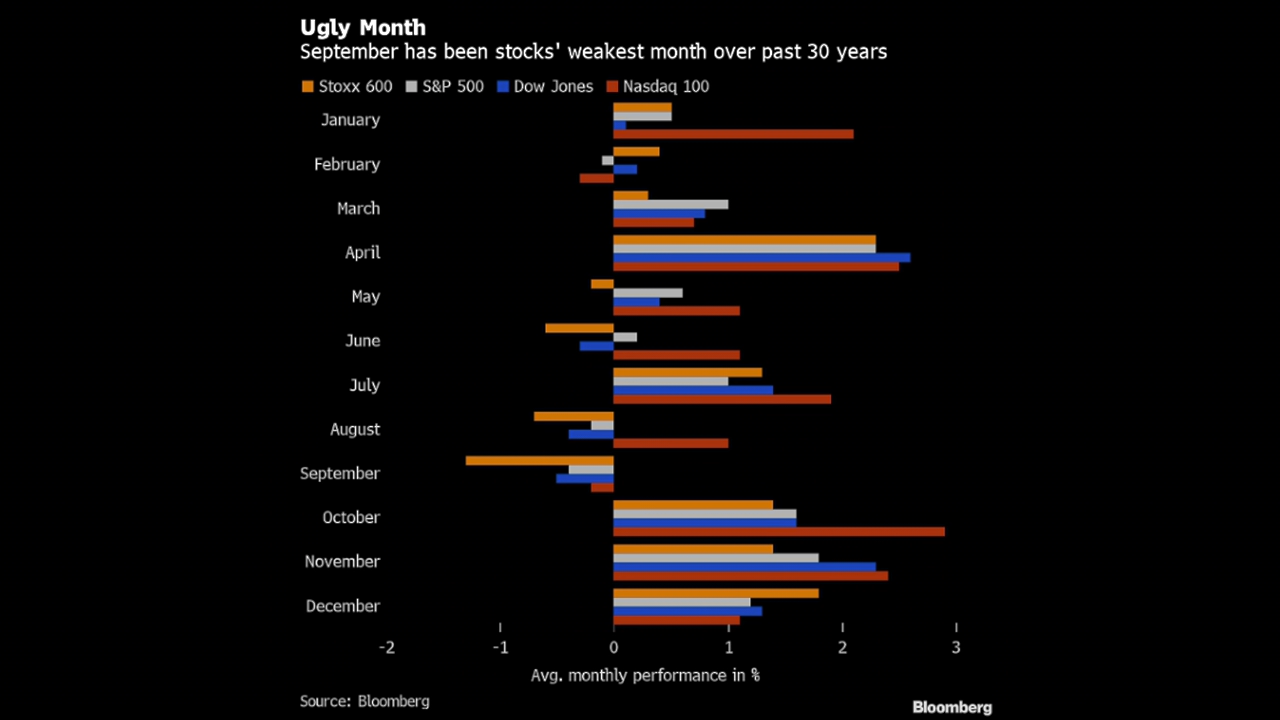 Ugly Month
September has been stocks' weakest month over past 30 years
Stoxx 600 S&P 500 Dow Jones Nasdaq 100
January
February
March
April
May
June
July
August
September
October
November
December
-2 -1 0 1 2 3
Avg. monthly performance in %
Source: Bloomberg
Bloomberg